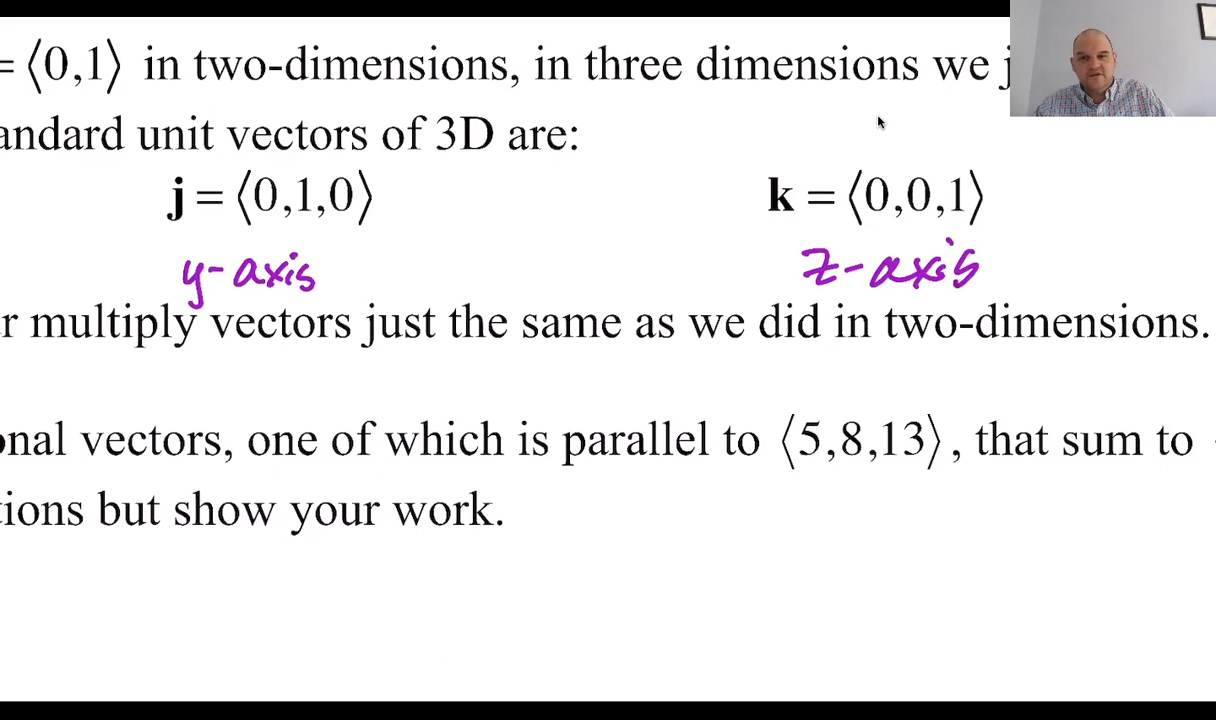 = ⟨0,1⟩ in two-dimensions, in three dimensions we j
andard unit vectors of 3D are:
j = ⟨0,1,0⟩ k = ⟨0,0,1⟩
y-axis z-axis
r multiply vectors just the same as we did in two-dimensions.
onal vectors, one of which is parallel to ⟨5,8,13⟩, that sum to
tions but show your work.